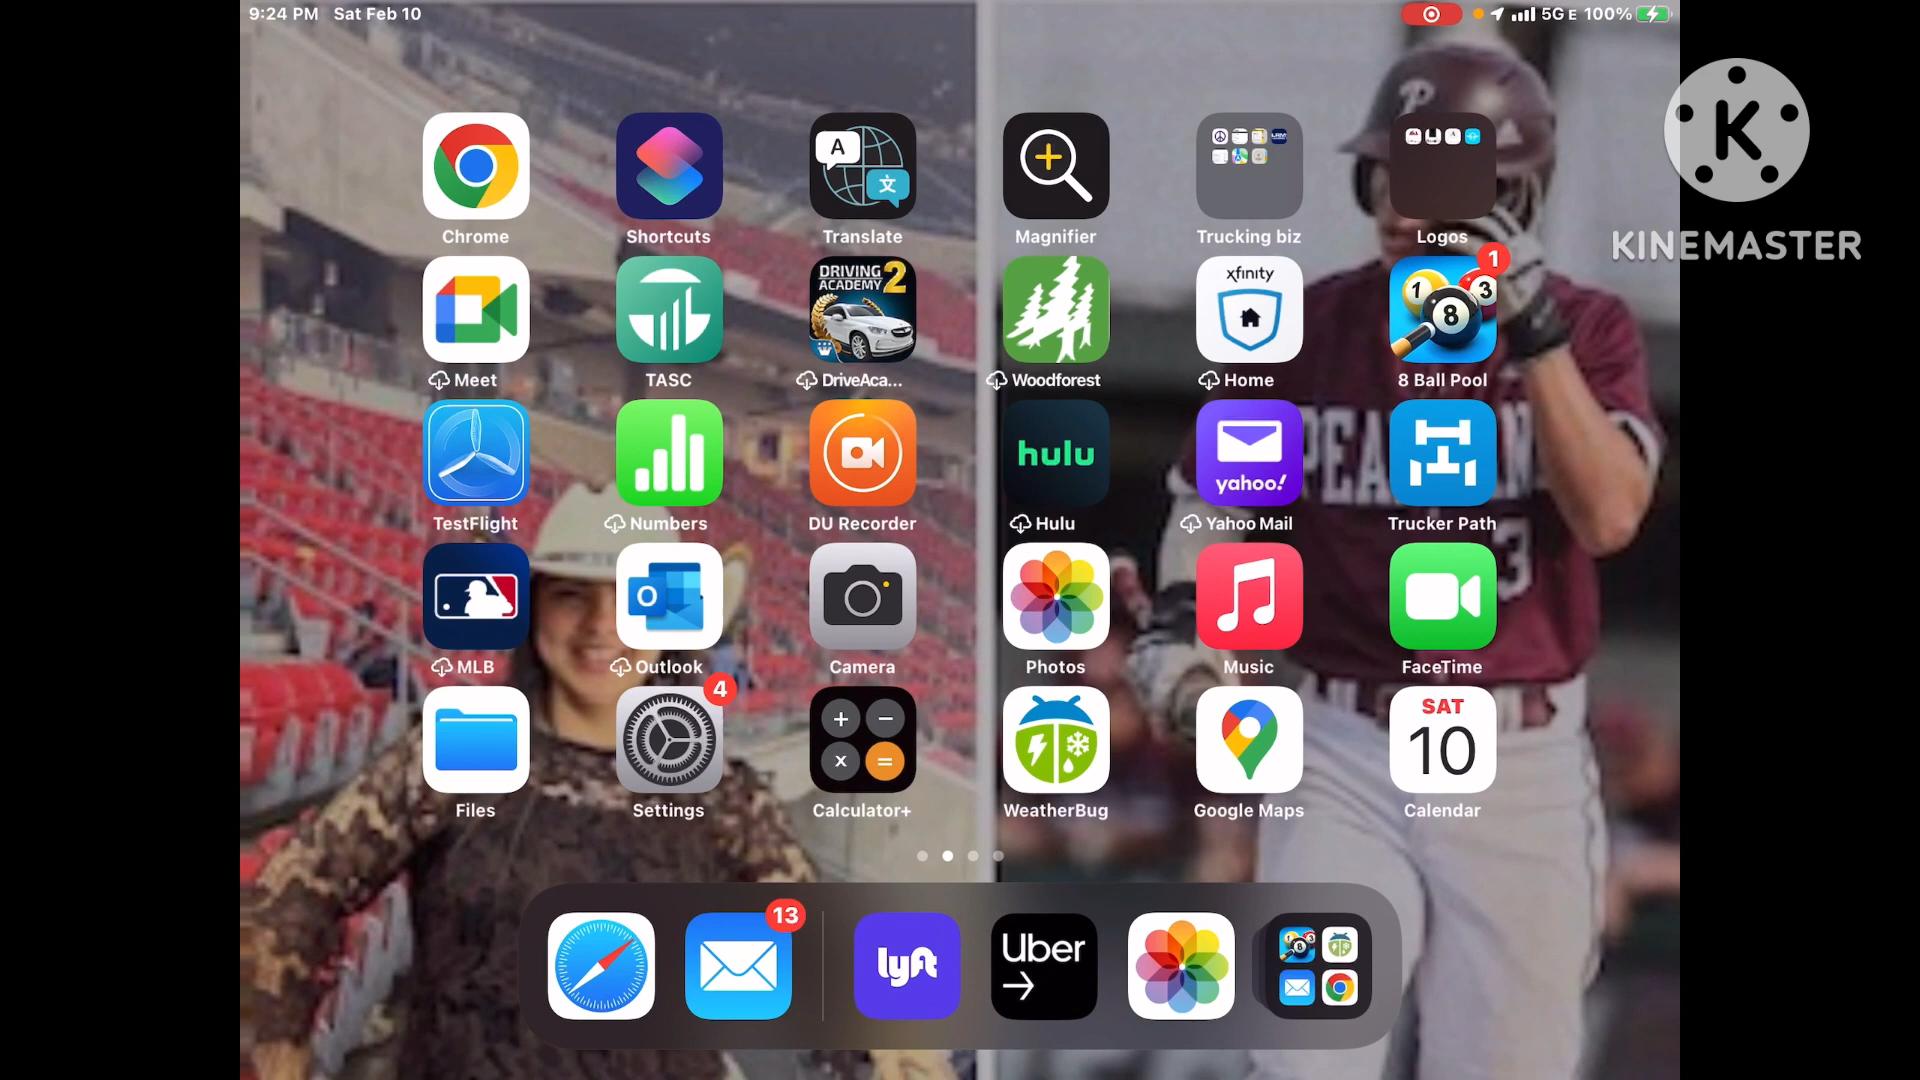 9:24 PM Sat Feb 10
5G E 100%
K
KINEMASTER
Chrome
A
文
Shortcuts
Translate
Magnifier
Trucking biz
P
Logos
Meet
TASC
DRIVING
ACADEMY 2
DriveAca...
Woodforest
xfinity
Home
1
1
3
8
8 Ball Pool
TestFlight
Numbers
DU Recorder
hulu
Hulu
yahoo!
Yahoo Mail
Trucker Path
3
MLB
O
Outlook
Camera
Photos
Music
FaceTime
Files
4
Settings
+ −
x =
Calculator+
WeatherBug
Google Maps
SAT
10
Calendar
13
lyft
Uber